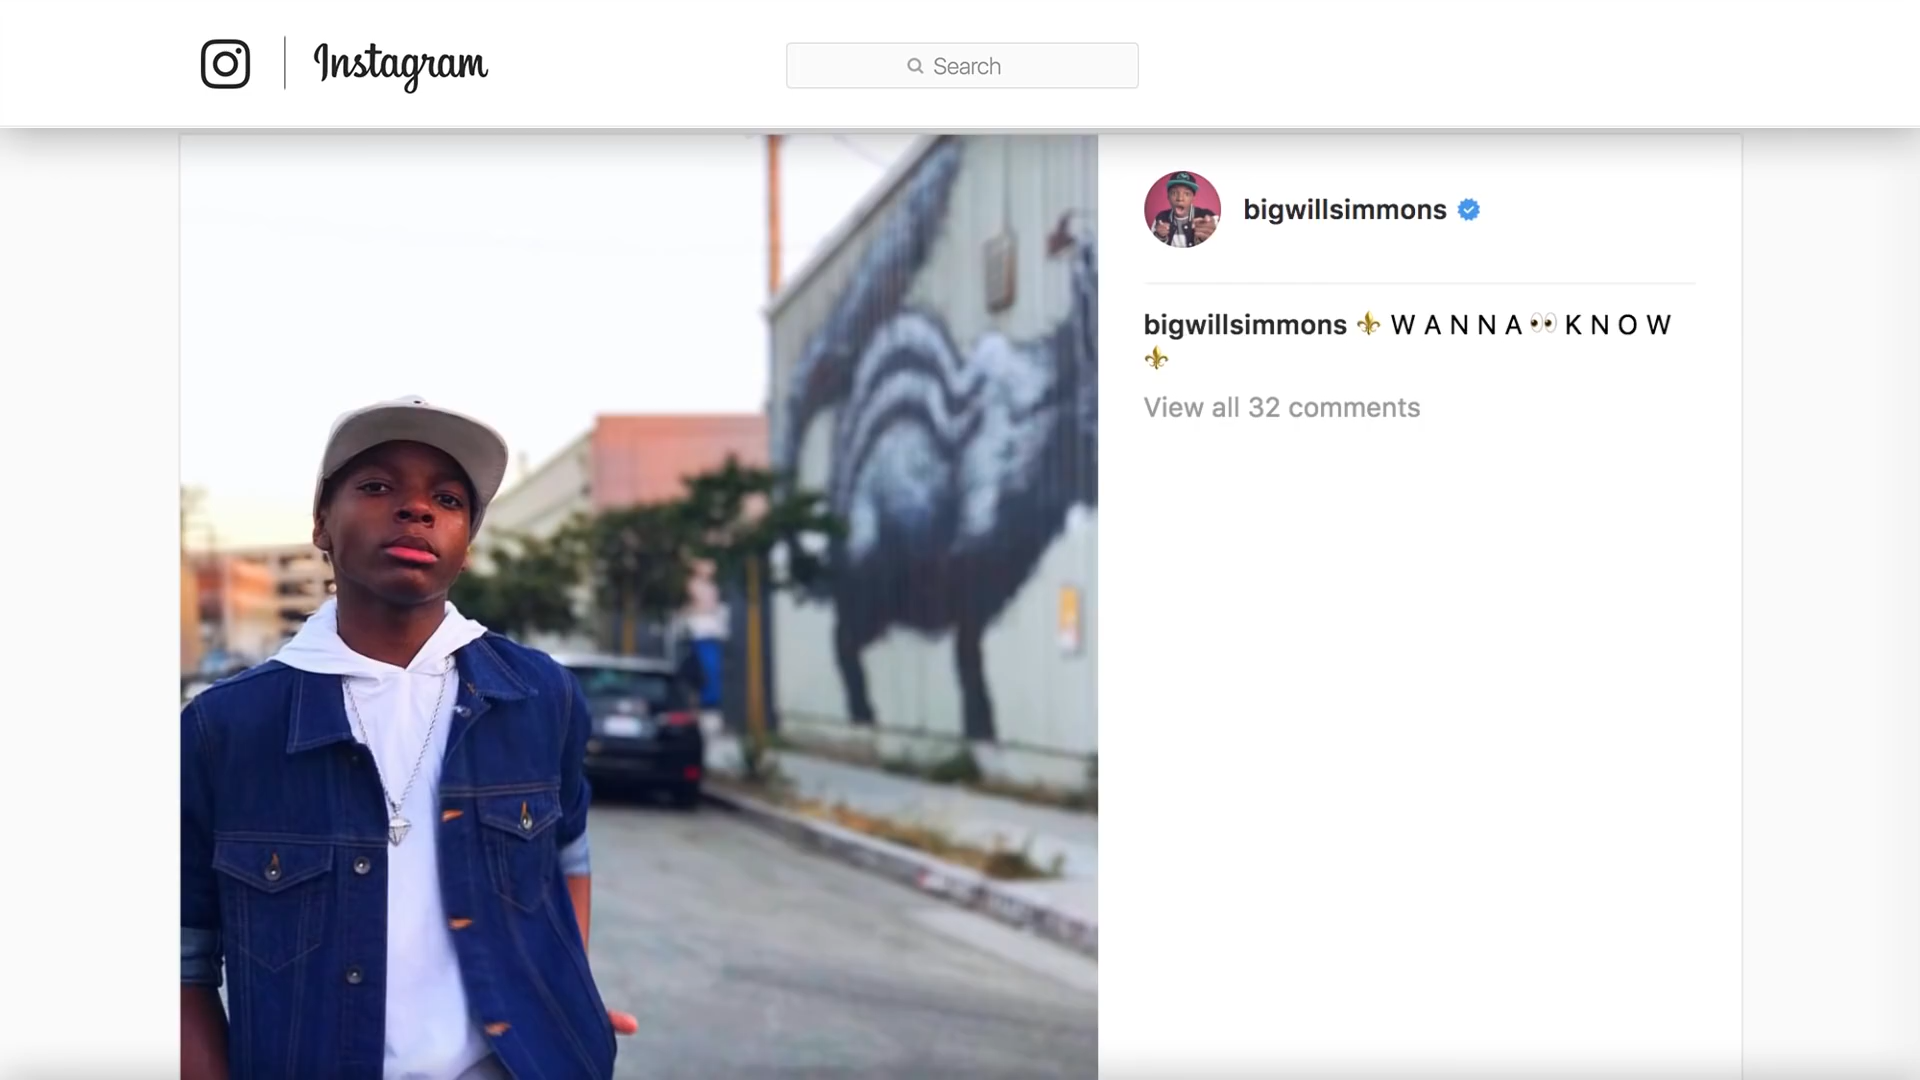 Instagram
Search
bigwillsimmons
bigwillsimmons ⚜️ W A N N A 👀 K N O W
⚜️
View all 32 comments